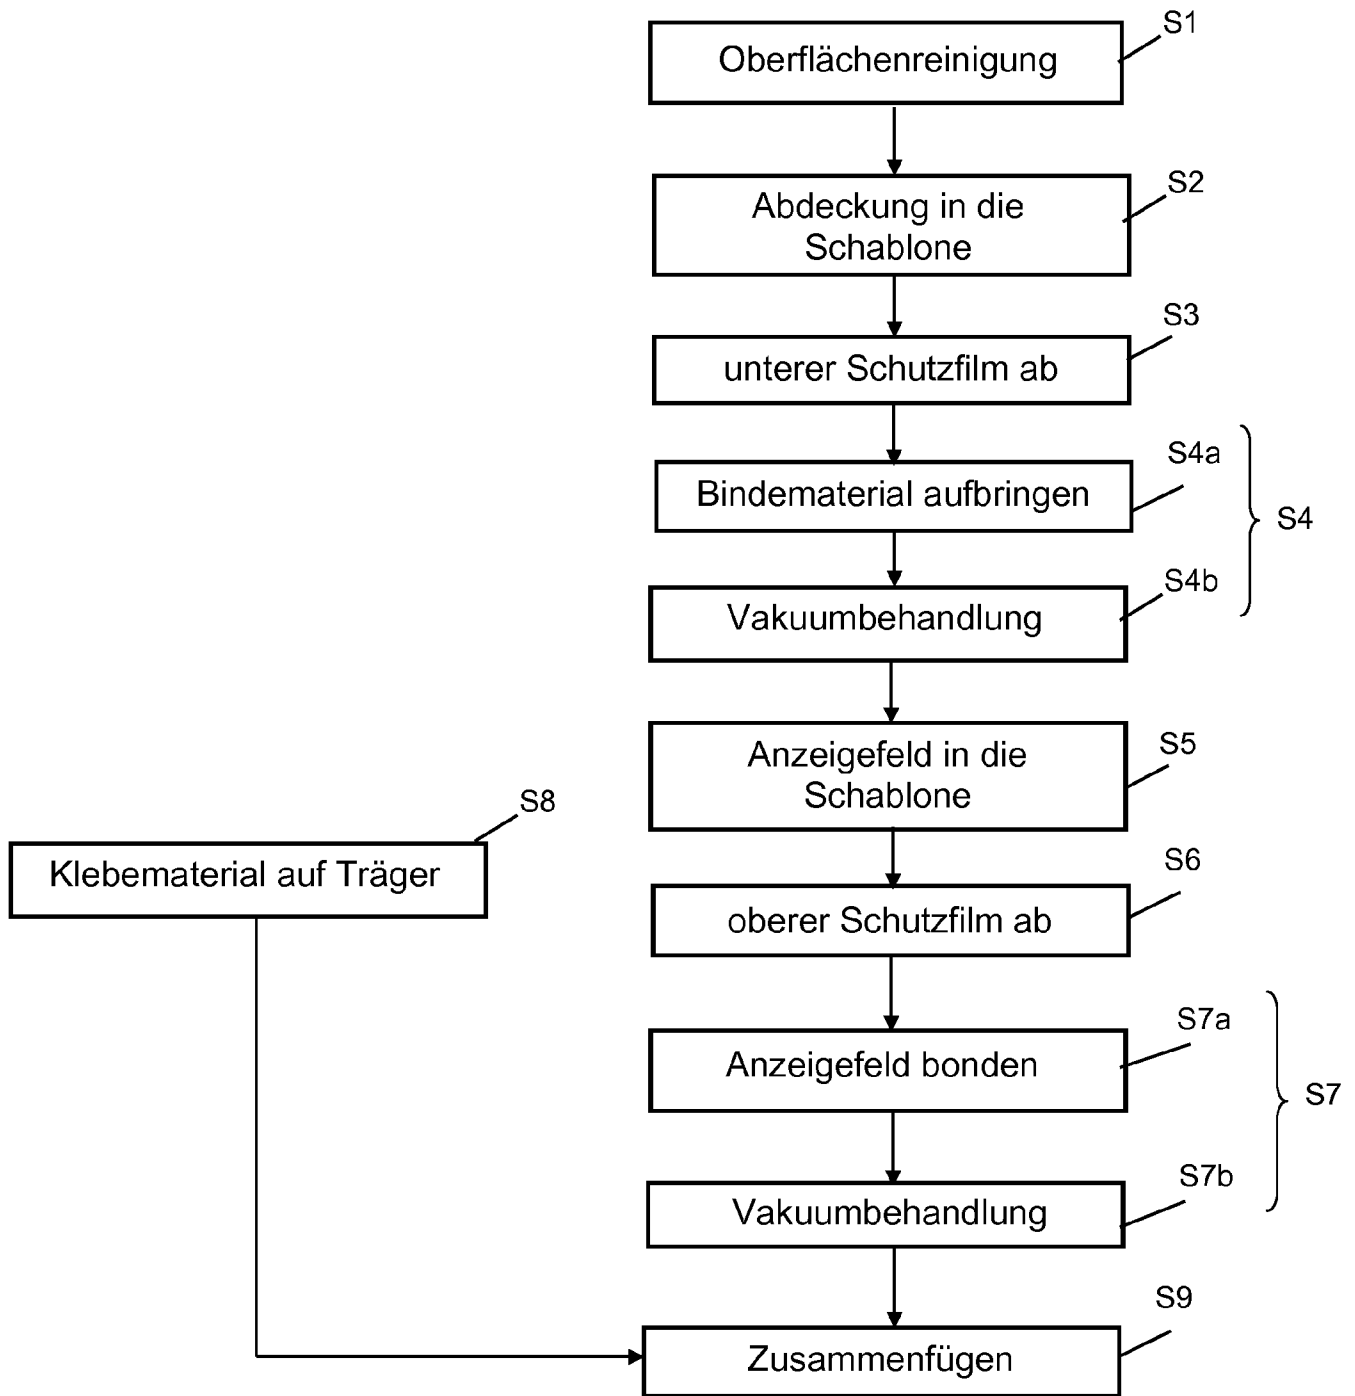 S1
Oberflächenreinigung
S2
Abdeckung in die
Schablone
S3
unterer Schutzfilm ab
S4a
Bindematerial aufbringen
S4
S4b
Vakuumbehandlung
S5
Anzeigefeld in die
Schablone
S8
Klebematerial auf Träger
S6
oberer Schutzfilm ab
S7a
Anzeigefeld bonden
S7
S7b
Vakuumbehandlung
S9
Zusammenfügen